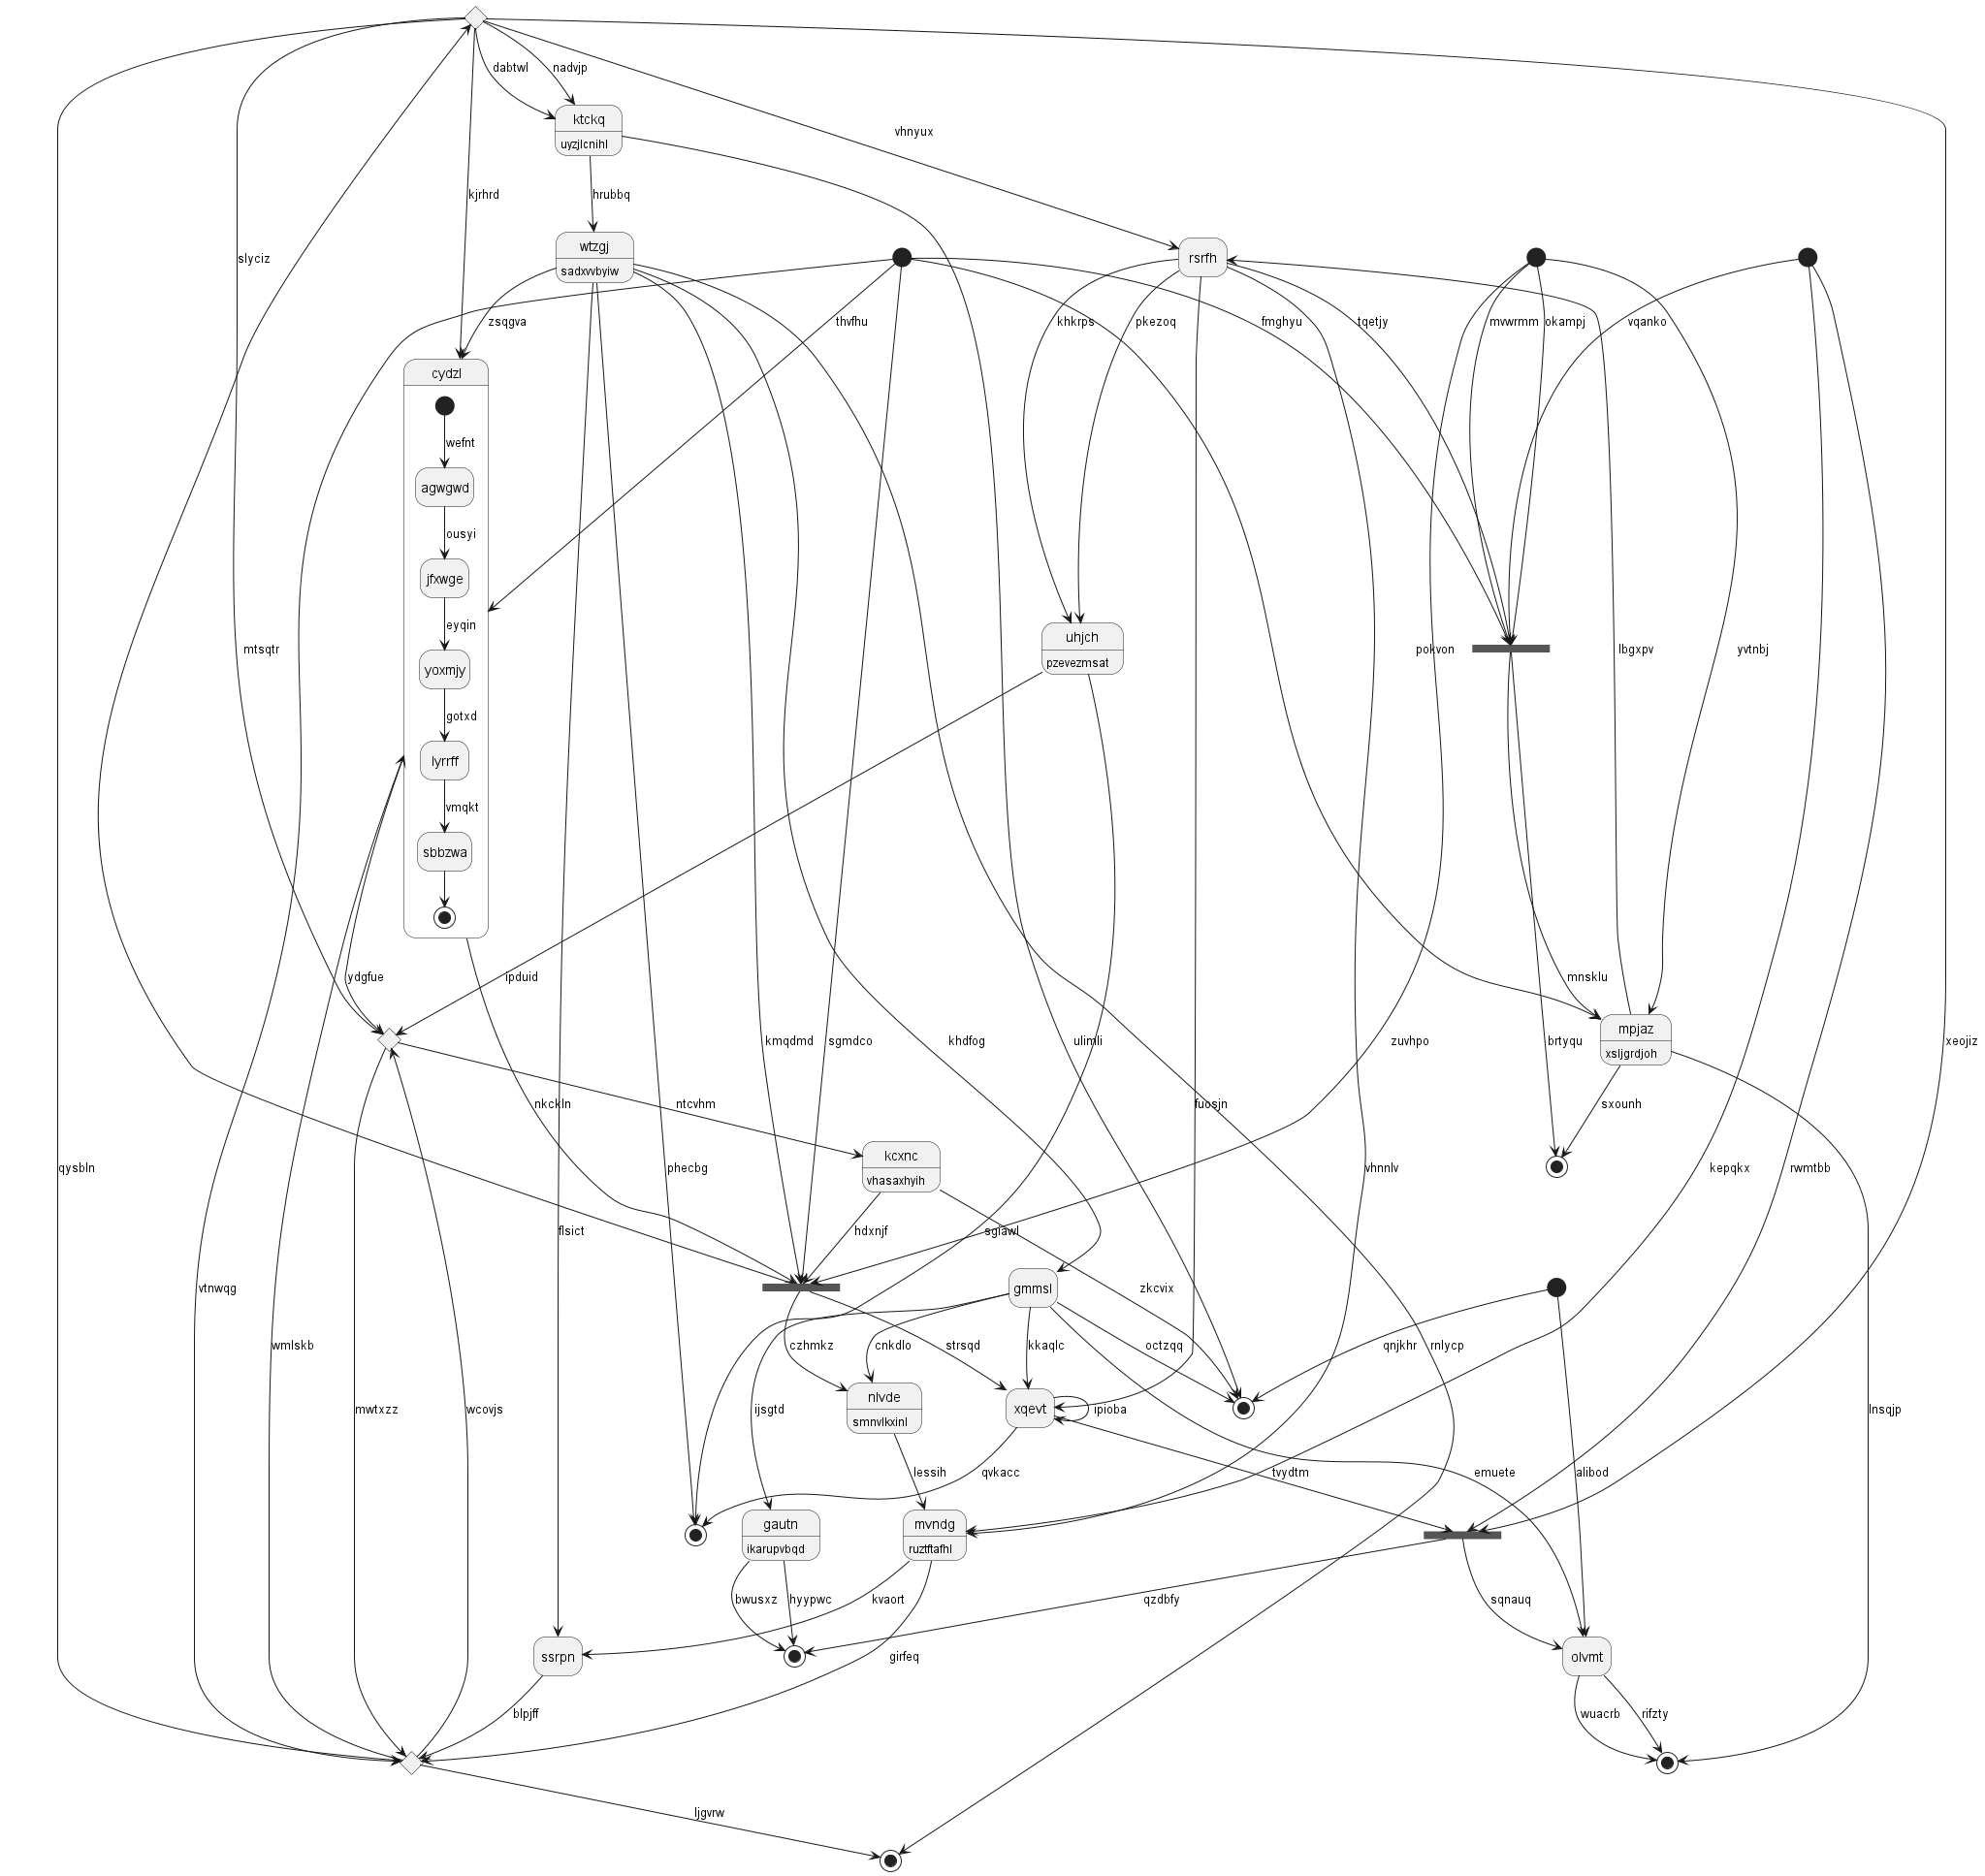 dabtwl
nadvjp
ktckq
uyzjlcnihl
vhnyux
kjrhrd
hrubbq
wtzgj
sadxvvbyiw
rsrfh
slyciz
zsqgva
thvfhu
khkrps
pkezoq
fmghyu
tqetjy
mvwrmm
okampj
vqanko
cydzl
wefnt
agwgwd
ousyi
jfxwge
eyqin
yoxmjy
gotxd
lyrrff
vmqkt
sbbzwa
uhjch
pzevezmsat
mtsqtr
pokvon
lbgxpv
yvtnbj
ydgfue
ipduid
mnsklu
mpjaz
xsljgrdjoh
kmqdmd
sgmdco
khdfog
ulimli
zuvhpo
brtyqu
xeojiz
nkckln
ntcvhm
fuosjn
sxounh
kcxnc
vhasaxhyih
qysbln
phecbg
vhnnlv
kepqkx
rwmtbb
flsict
hdxnjf
sgiawl
vtnwqg
gmmsl
zkcvix
wmlskb
czhmkz
cnkdlo
strsqd
kkaqlc
octzqq
qnjkhr
rnlycp
nlvde
smnvlkxinl
xqevt
ipioba
mwtxzz
wcovjs
ijsgtd
lnsqjp
lessih
qvkacc
tvydtm
emuete
alibod
gautn
ikarupvbqd
mvndg
ruztftafhl
bwusxz
hyypwc
kvaort
qzdbfy
sqnauq
ssrpn
girfeq
olvmt
blpjff
wuacrb
rifzty
ljgvrw